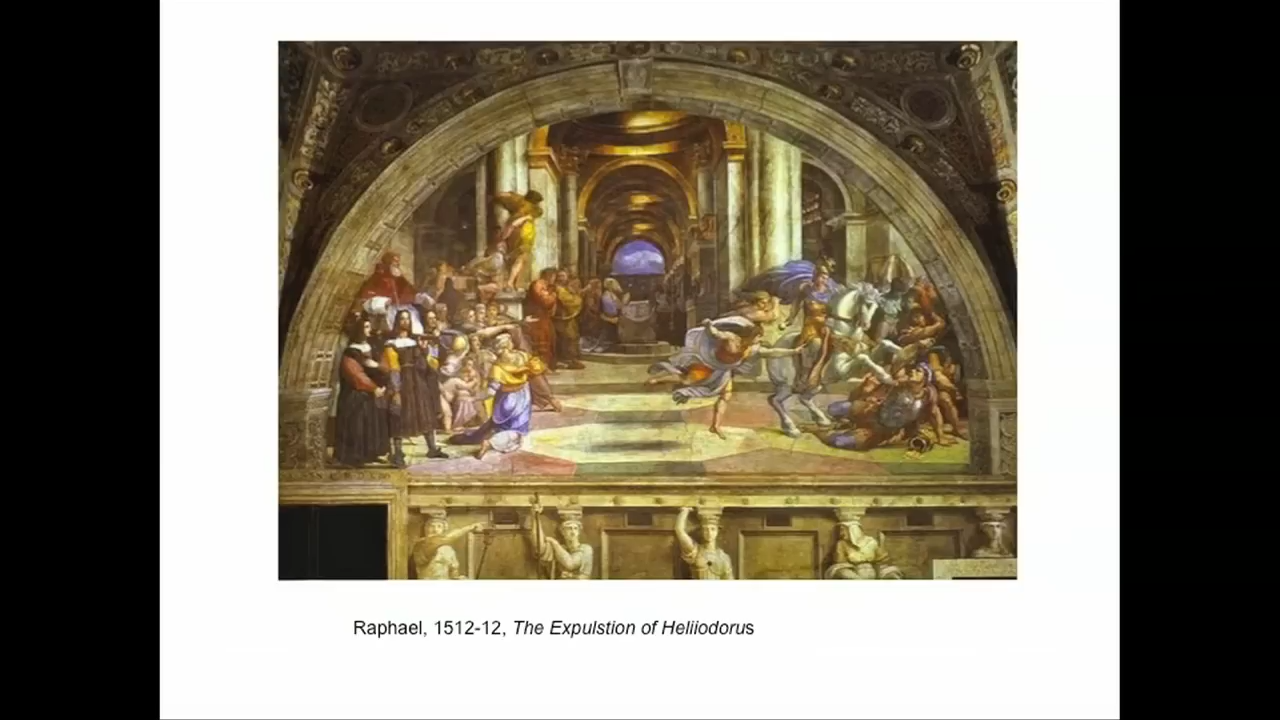 Raphael, 1512-12, The Expulstion of Heliiodorus